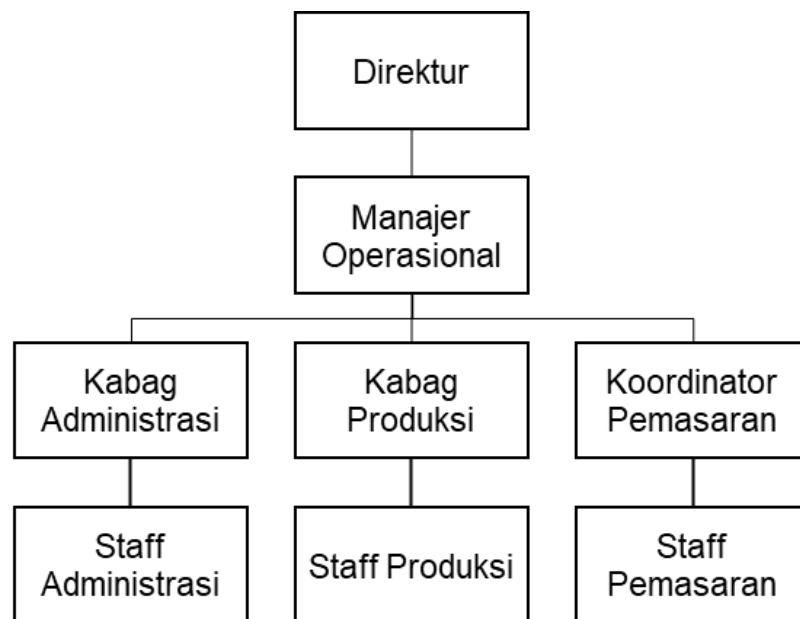 Direktur
Manajer
Operasional
Kabag
Administrasi
Kabag
Produksi
Koordinator
Pemasaran
Staff
Administrasi
Staff Produksi
Staff
Pemasaran